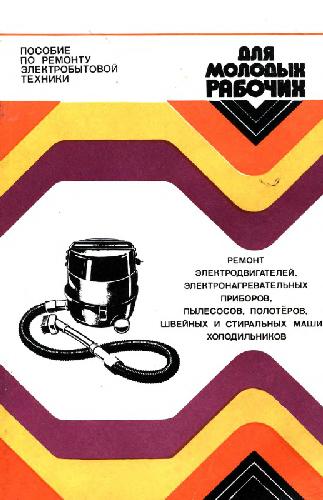 ПОСОБИЕ
ПО РЕМОНТУ
ЭЛЕКТРОБЫТОВОЙ
ТЕХНИКИ
ДЛЯ
МОЛОДЫХ
РАБОЧИХ
РЕМОНТ
ЭЛЕКТРОДВИГАТЕЛЕЙ,
ЭЛЕКТРОНАГРЕВАТЕЛЬНЫХ
ПРИБОРОВ,
ПЫЛЕСОСОВ, ПОЛОТЁРОВ,
ШВЕЙНЫХ И СТИРАЛЬНЫХ МАШИ
ХОЛОДИЛЬНИКОВ